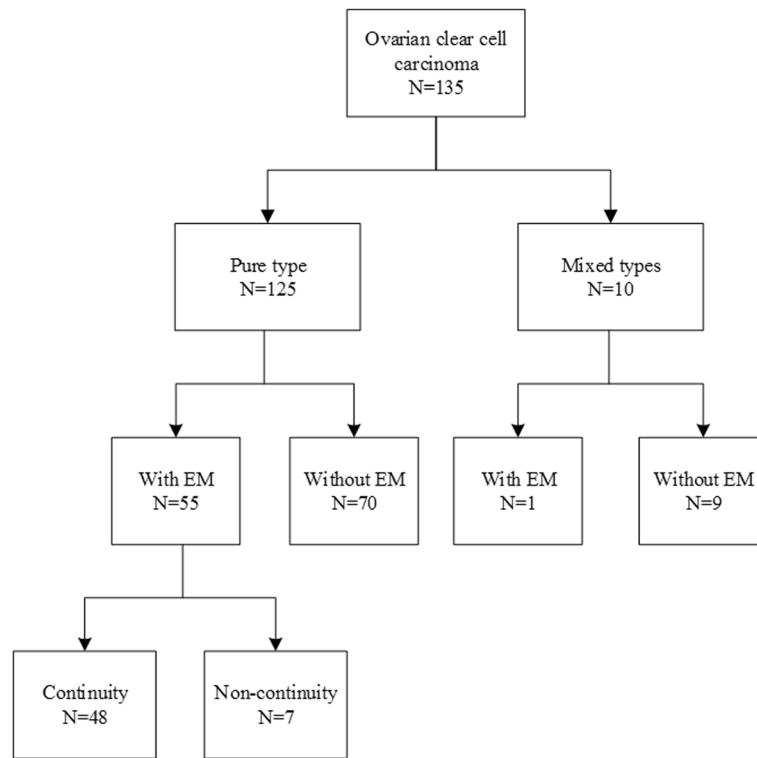 Ovarian clear cell
carcinoma
N=135
Pure type
N=125
Mixed types
N=10
With EM
N=55
Without EM
N=70
With EM
N=1
Without EM
N=9
Continuity
N=48
Non-continuity
N=7